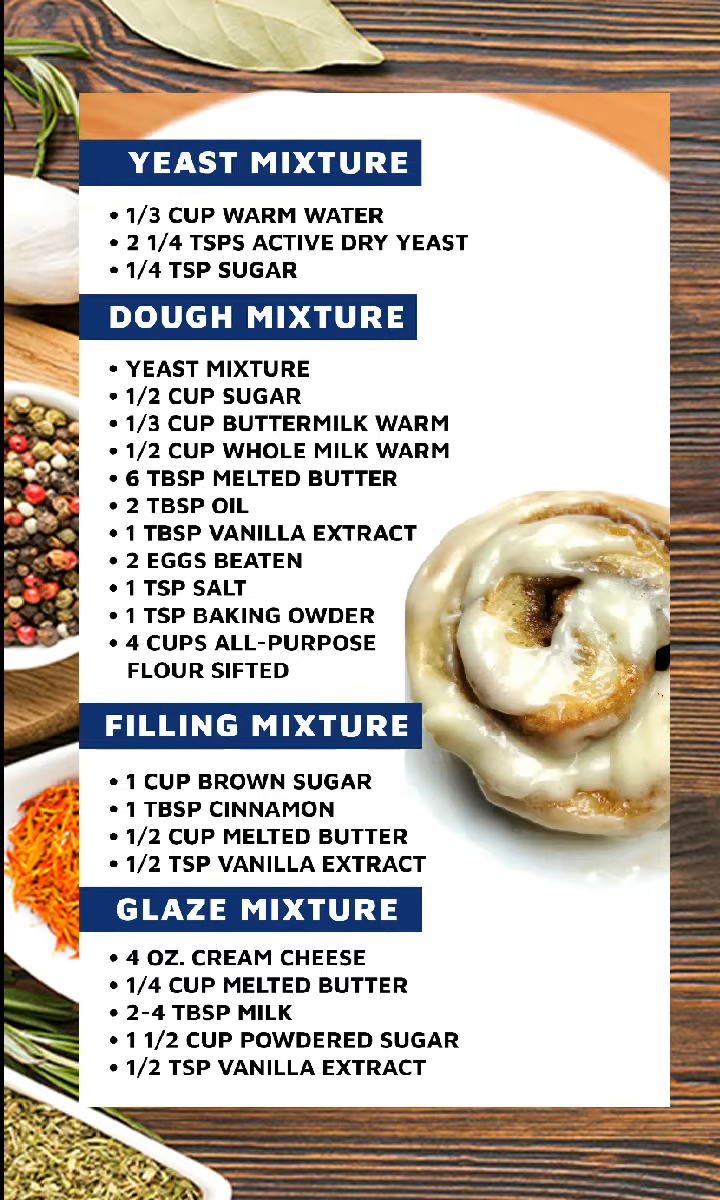 YEAST MIXTURE
• 1/3 CUP WARM WATER
• 2 1/4 TSPS ACTIVE DRY YEAST
• 1/4 TSP SUGAR
DOUGH MIXTURE
• YEAST MIXTURE
• 1/2 CUP SUGAR
• 1/3 CUP BUTTERMILK WARM
• 1/2 CUP WHOLE MILK WARM
• 6 TBSP MELTED BUTTER
• 2 TBSP OIL
• 1 TBSP VANILLA EXTRACT
• 2 EGGS BEATEN
• 1 TSP SALT
• 1 TSP BAKING OWDER
• 4 CUPS ALL-PURPOSE
FLOUR SIFTED
FILLING MIXTURE
• 1 CUP BROWN SUGAR
• 1 TBSP CINNAMON
• 1/2 CUP MELTED BUTTER
• 1/2 TSP VANILLA EXTRACT
GLAZE MIXTURE
• 4 OZ. CREAM CHEESE
• 1/4 CUP MELTED BUTTER
• 2-4 TBSP MILK
• 1 1/2 CUP POWDERED SUGAR
• 1/2 TSP VANILLA EXTRACT